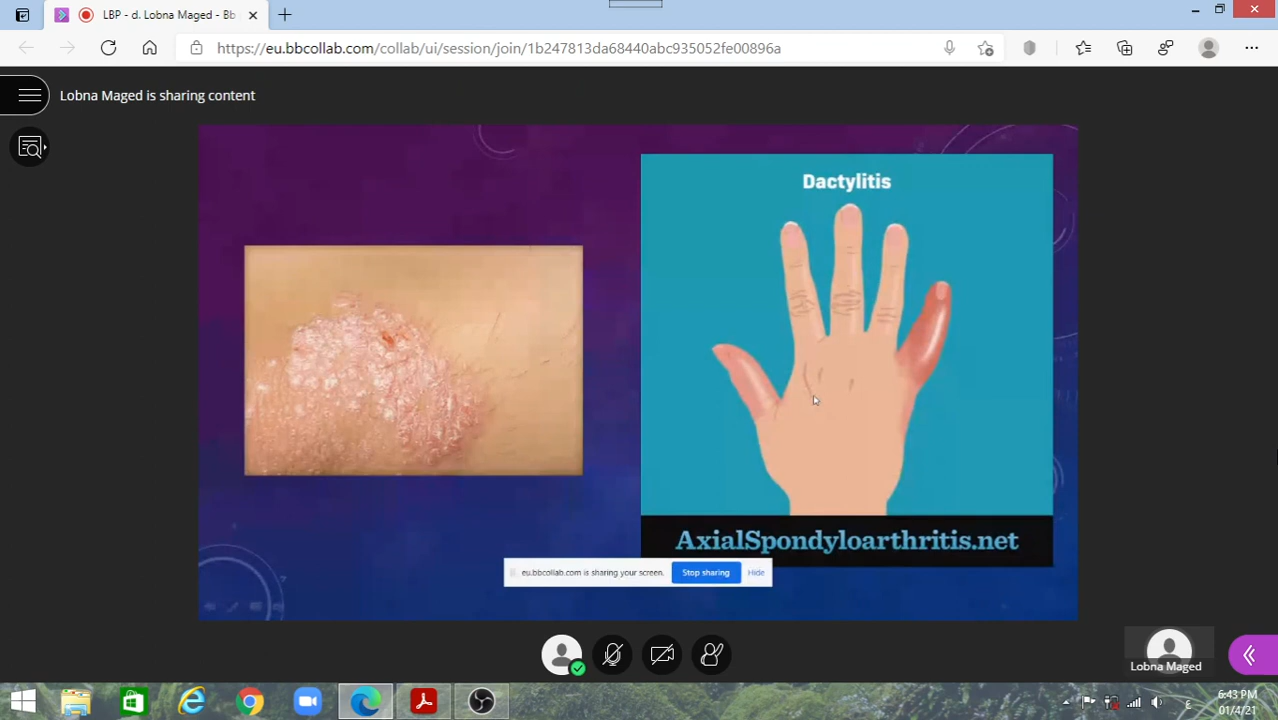 LBP - d. Lobna Maged - Bb
https://eu.bbcollab.com/collab/ui/session/join/1b247813da68440abc935052fe00896a
Lobna Maged is sharing content
Dactylitis
AxialSpondyloarthritis.net
eu.bbcollab.com is sharing your screen. Stop sharing Hide
Lobna Maged
ع
6:43 PM
01/4/21